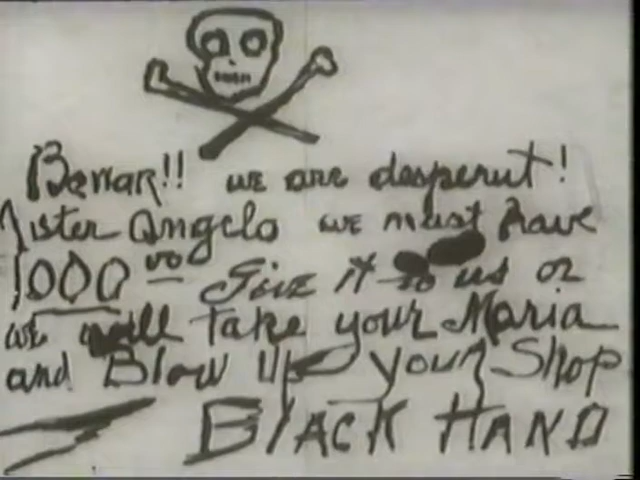 Bewar!! we are desperut!
Mister Angelo we must have
1000 00 Give it to us or
we will take your Maria
and Blow up your Shop
BLACK HAND